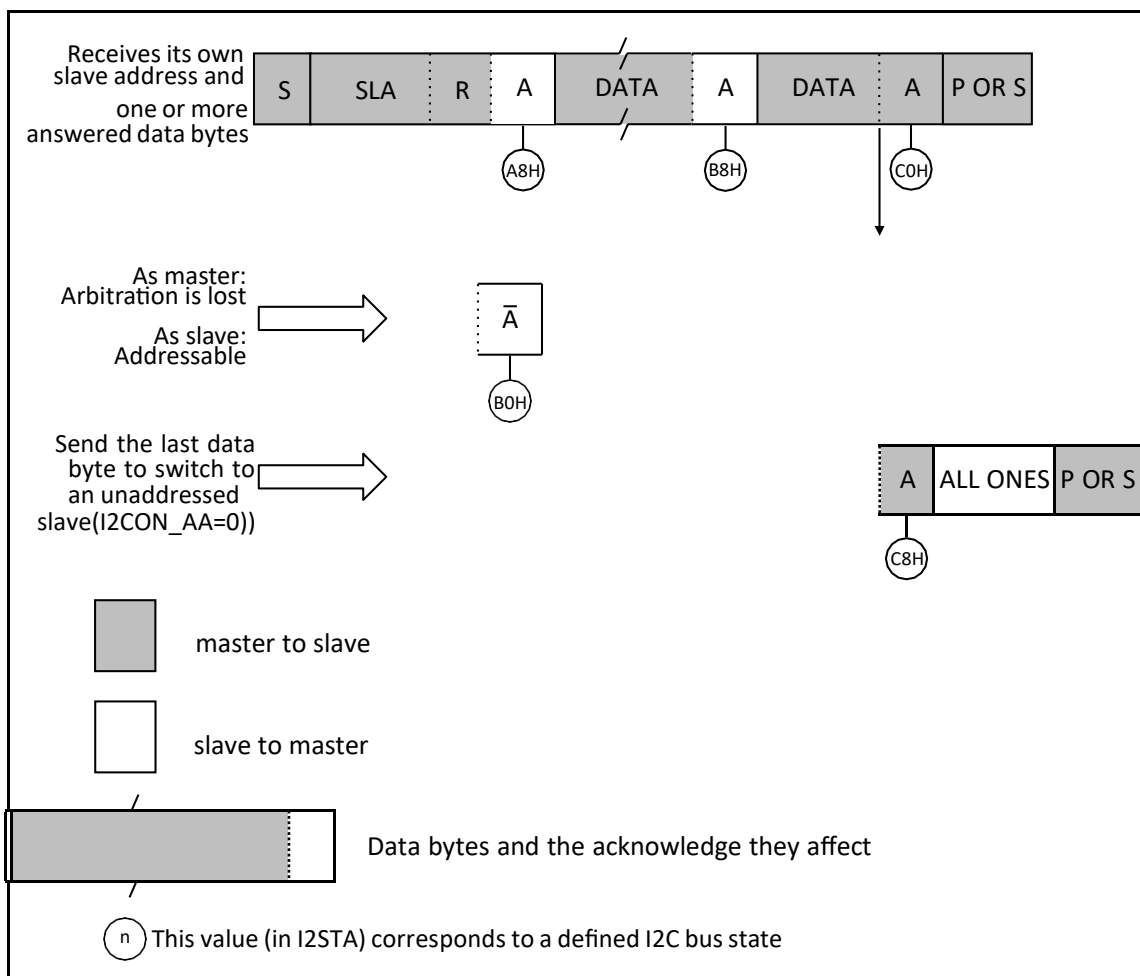 Receives its own
slave address and
one or more
answered data bytes
S SLA R A DATA A DATA A P OR S
A8H B8H C0H
As master:
Arbitration is lost
As slave:
Addressable
Ā
B0H
Send the last data
byte to switch to
an unaddressed
slave(I2CON_AA=0))
A ALL ONES P OR S
C8H
master to slave
slave to master
Data bytes and the acknowledge they affect
n This value (in I2STA) corresponds to a defined I2C bus state